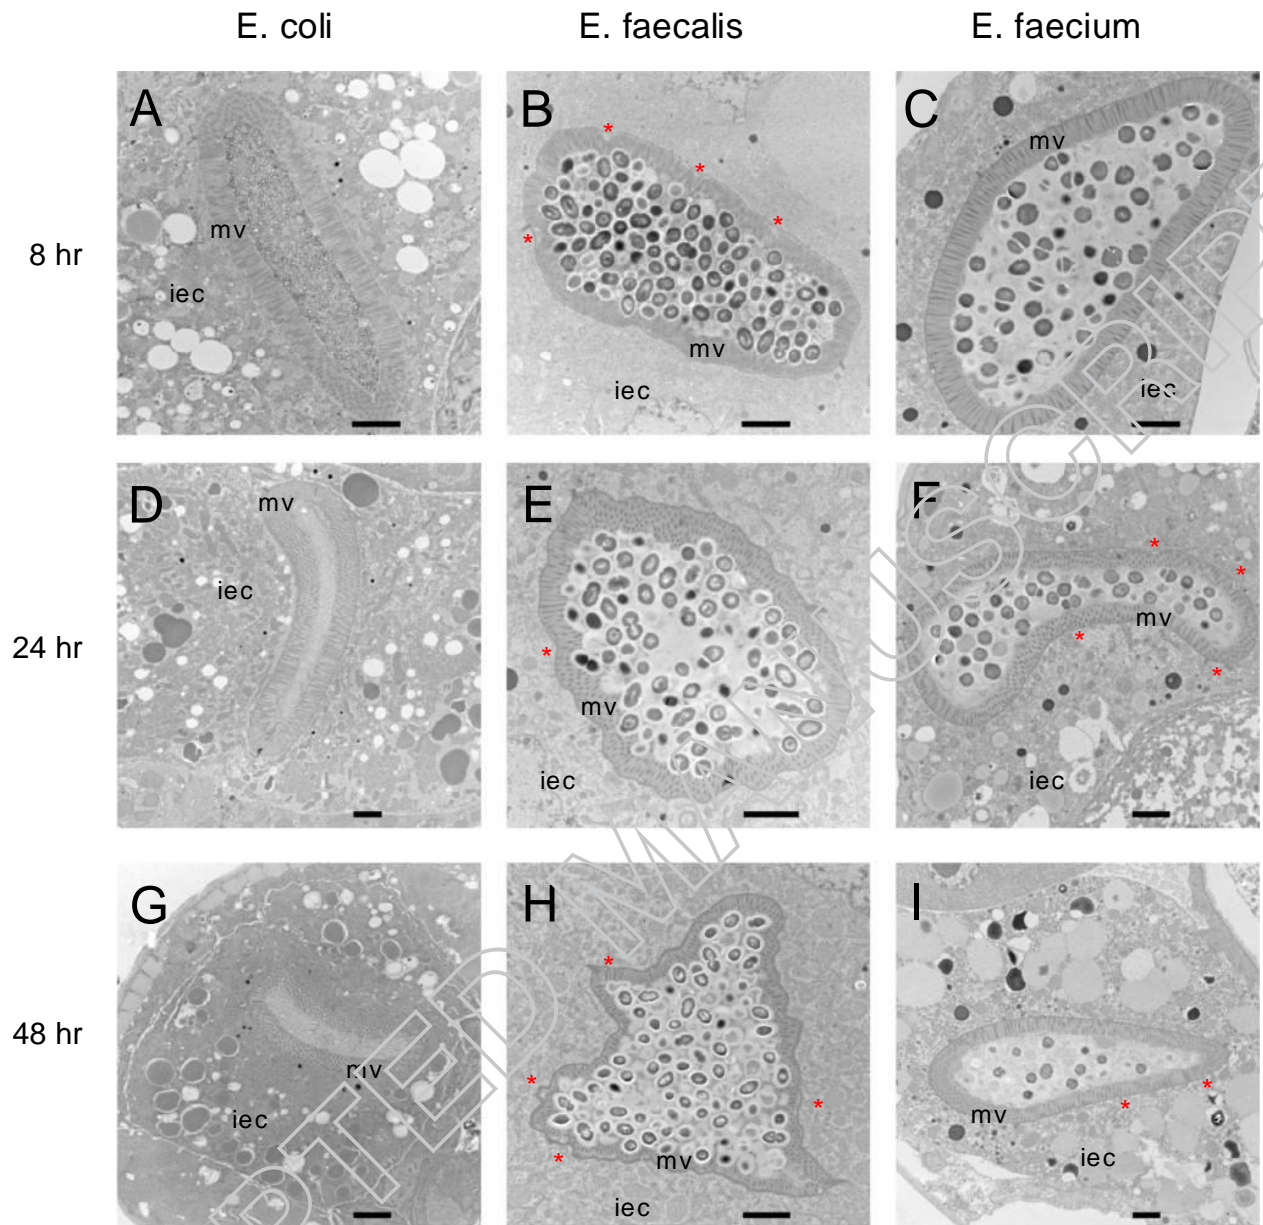 E. coli E. faecalis E. faecium
8 hr
A mv iec
B * * * * mv iec
C mv iec
24 hr
D mv iec
E * mv iec
F * * * * mv iec
48 hr
G mv iec
H * * * * mv iec
I * * mv iec